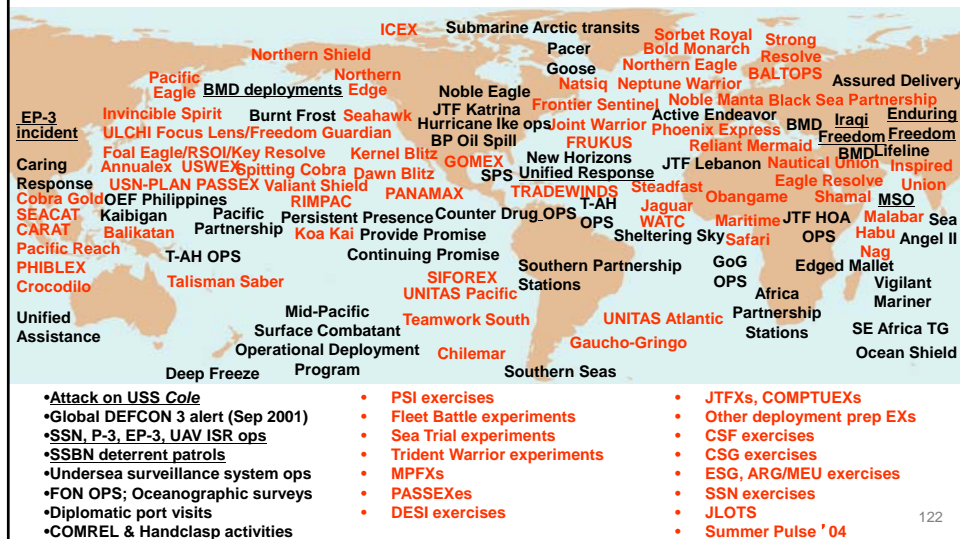 ICEX
Submarine Arctic transits
Sorbet Royal
Bold Monarch
Northern Eagle
Strong
Resolve
BALTOPS
Northern Shield
Pacer
Goose
Natsiq
Neptune Warrior
Pacific
Eagle
BMD deployments
Northern
Edge
Noble Eagle
JTF Katrina
Hurricane Ike ops
BP Oil Spill
Frontier Sentinel
Noble Manta
Black Sea Partnership
Assured Delivery
EP-3
incident
Invincible Spirit
Burnt Frost
Seahawk
Joint Warrior
FRUKUS
Active Endeavor
Phoenix Express
Reliant Mermaid
BMD
Iraqi
Freedom
Enduring
Freedom
BMD
Lifeline
ULCHI Focus Lens/Freedom Guardian
Foal Eagle/RSOI/Key Resolve
Kernel Blitz
GOMEX
New Horizons
JTF Lebanon
Nautical Union
Inspired
Union
Caring
Response
Annualex
USWEX
Spitting Cobra
Dawn Blitz
SPS
Unified Response
Eagle Resolve
USN-PLAN PASSEX
Valiant Shield
PANAMAX
TRADEWINDS
Steadfast
Jaguar
Obangame
Shamal
MSO
Cobra Gold
SEACAT
CARAT
OEF Philippines
Kaibigan
Balikatan
Pacific
Partnership
RIMPAC
Koa Kai
Persistent Presence
Provide Promise
Continuing Promise
Counter Drug OPS
T-AH
OPS
WATC
Sheltering Sky
Maritime
Safari
JTF HOA
OPS
Malabar
Habu
Nag
Sea
Angel II
Pacific Reach
PHIBLEX
Crocodilo
T-AH OPS
Talisman Saber
SIFOREX
UNITAS Pacific
Southern Partnership
Stations
GoG
OPS
Edged Mallet
Vigilant
Mariner
Unified
Assistance
Mid-Pacific
Surface Combatant
Operational Deployment
Program
Teamwork South
UNITAS Atlantic
Africa
Partnership
Stations
SE Africa TG
Ocean Shield
Deep Freeze
Chilemar
Gaucho-Gringo
Southern Seas
•Attack on USS Cole
•Global DEFCON 3 alert (Sep 2001)
•SSN, P-3, EP-3, UAV ISR ops
•SSBN deterrent patrols
•Undersea surveillance system ops
•FON OPS; Oceanographic surveys
•Diplomatic port visits
•COMREL & Handclasp activities
• PSI exercises
• Fleet Battle experiments
• Sea Trial experiments
• Trident Warrior experiments
• MPFXs
• PASSEXes
• DESI exercises
• JTFXs, COMPTUEXs
• Other deployment prep EXs
• CSF exercises
• CSG exercises
• ESG, ARG/MEU exercises
• SSN exercises
• JLOTS
• Summer Pulse ’04
122